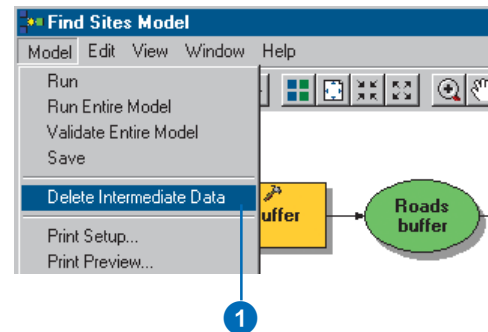 Find Sites Model
Model Edit View Window Help
Run
Run Entire Model
Validate Entire Model
Save
Delete Intermediate Data
Print Setup...
Print Preview...
uffer
Roads
buffer
1